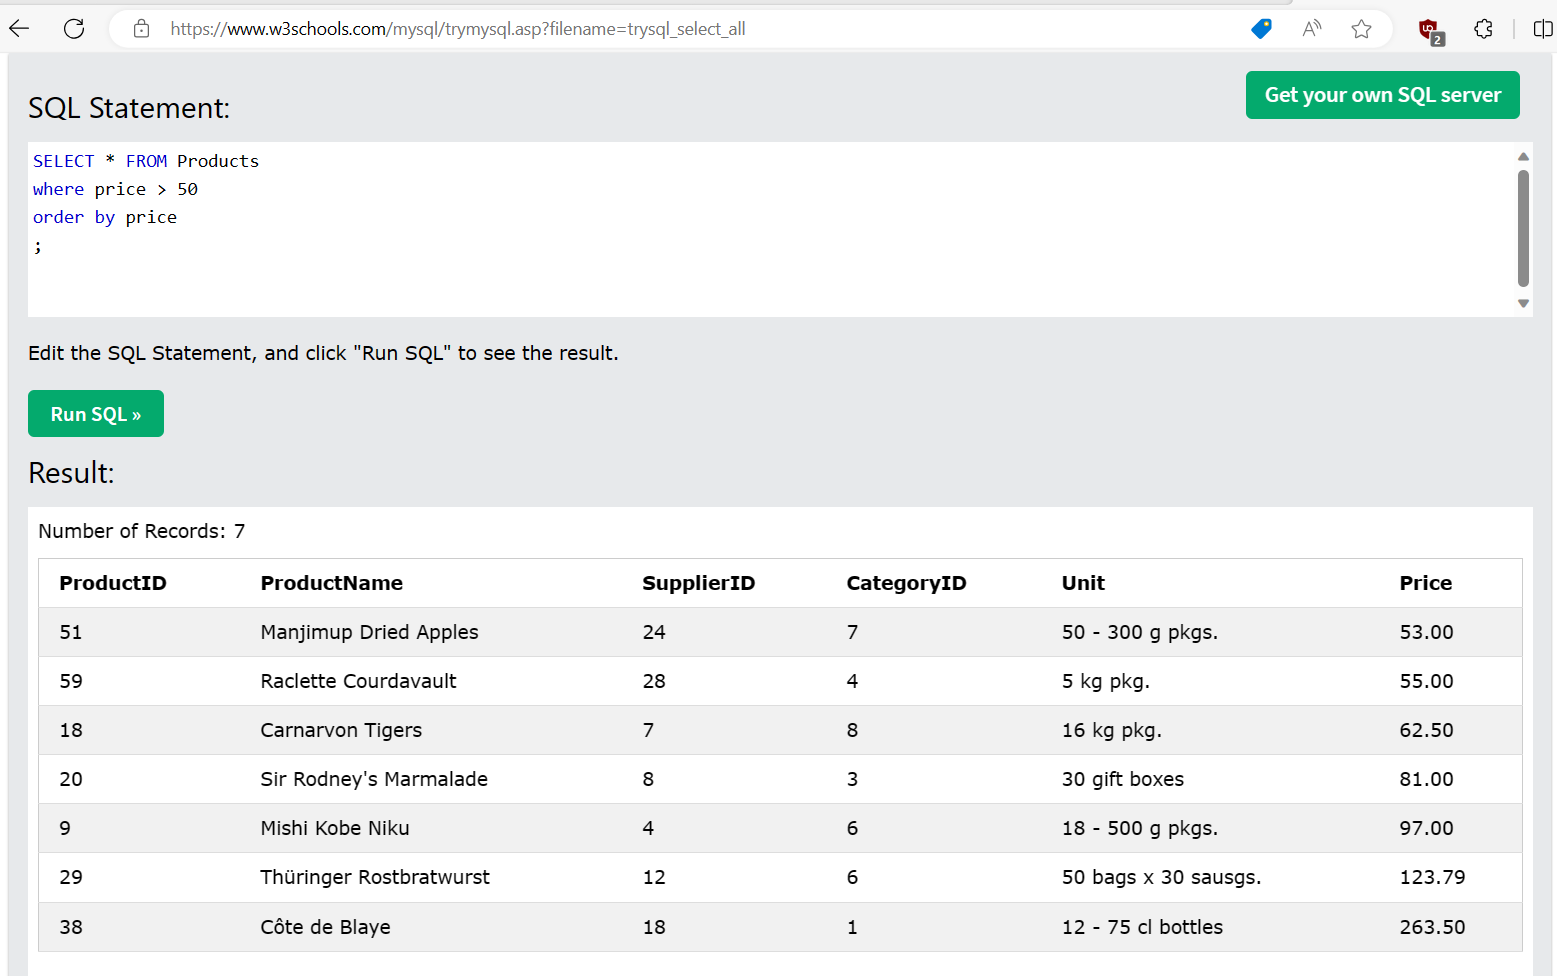 https://www.w3schools.com/mysql/trymysql.asp?filename=trysql_select_all
2
SQL Statement:
Get your own SQL server
SELECT * FROM Products
where price > 50
order by price
;
Edit the SQL Statement, and click "Run SQL" to see the result.
Run SQL »
Result:
Number of Records: 7
ProductID ProductName SupplierID CategoryID Unit Price
51 Manjimup Dried Apples 24 7 50 - 300 g pkgs. 53.00
59 Raclette Courdavault 28 4 5 kg pkg. 55.00
18 Carnarvon Tigers 7 8 16 kg pkg. 62.50
20 Sir Rodney's Marmalade 8 3 30 gift boxes 81.00
9 Mishi Kobe Niku 4 6 18 - 500 g pkgs. 97.00
29 Thüringer Rostbratwurst 12 6 50 bags x 30 sausgs. 123.79
38 Côte de Blaye 18 1 12 - 75 cl bottles 263.50